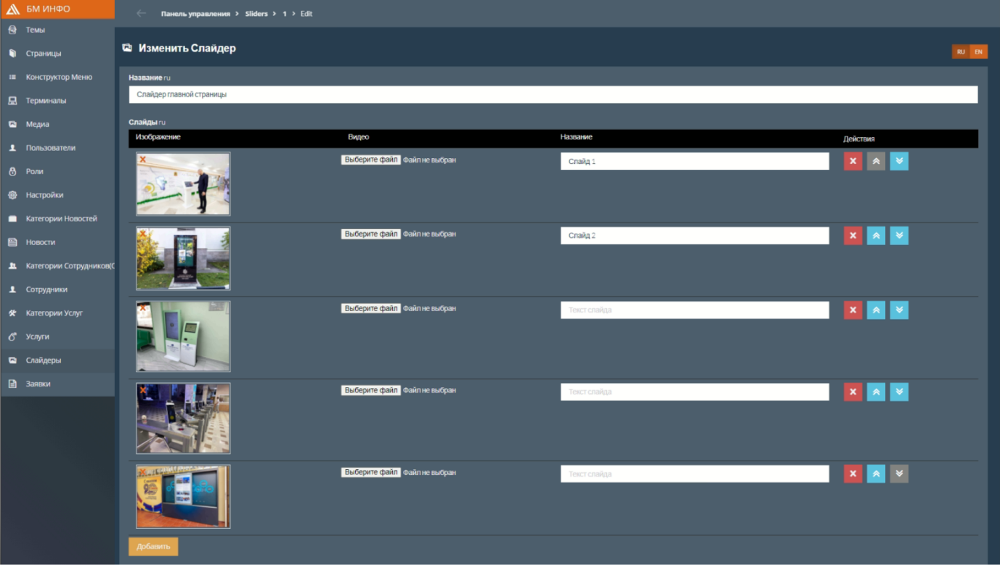 БМ ИНФО
Панель управления > Sliders > 1 > Edit
Темы
Страницы
Конструктор Меню
Терминалы
Медиа
Пользователи
Роли
Настройки
Категории Новостей
Новости
Категории Сотрудников(С
Сотрудники
Категории Услуг
Услуги
Слайдеры
Заявки
Изменить Слайдер
RU EN
Название ru
Слайдер главной страницы
Слайды ru
Изображение Видео Название Действия
Выберите файл Файл не выбран Слайд 1
Выберите файл Файл не выбран Слайд 2
Выберите файл Файл не выбран Текст слайда
Выберите файл Файл не выбран Текст слайда
Выберите файл Файл не выбран Текст слайда
Добавить